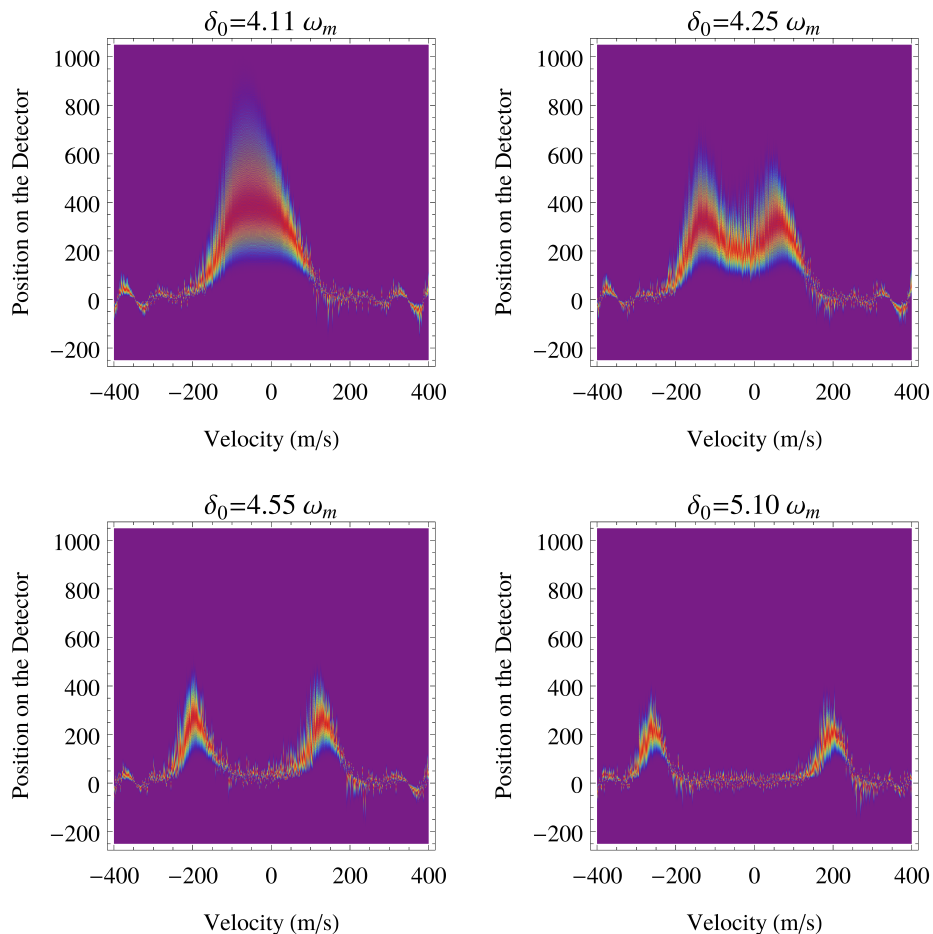 δ₀=4.11 ωₘ
Position on the Detector
1000
800
600
400
200
0
−200
−400 −200 0 200 400
Velocity (m/s)
δ₀=4.25 ωₘ
Position on the Detector
1000
800
600
400
200
0
−200
−400 −200 0 200 400
Velocity (m/s)
δ₀=4.55 ωₘ
Position on the Detector
1000
800
600
400
200
0
−200
−400 −200 0 200 400
Velocity (m/s)
δ₀=5.10 ωₘ
Position on the Detector
1000
800
600
400
200
0
−200
−400 −200 0 200 400
Velocity (m/s)